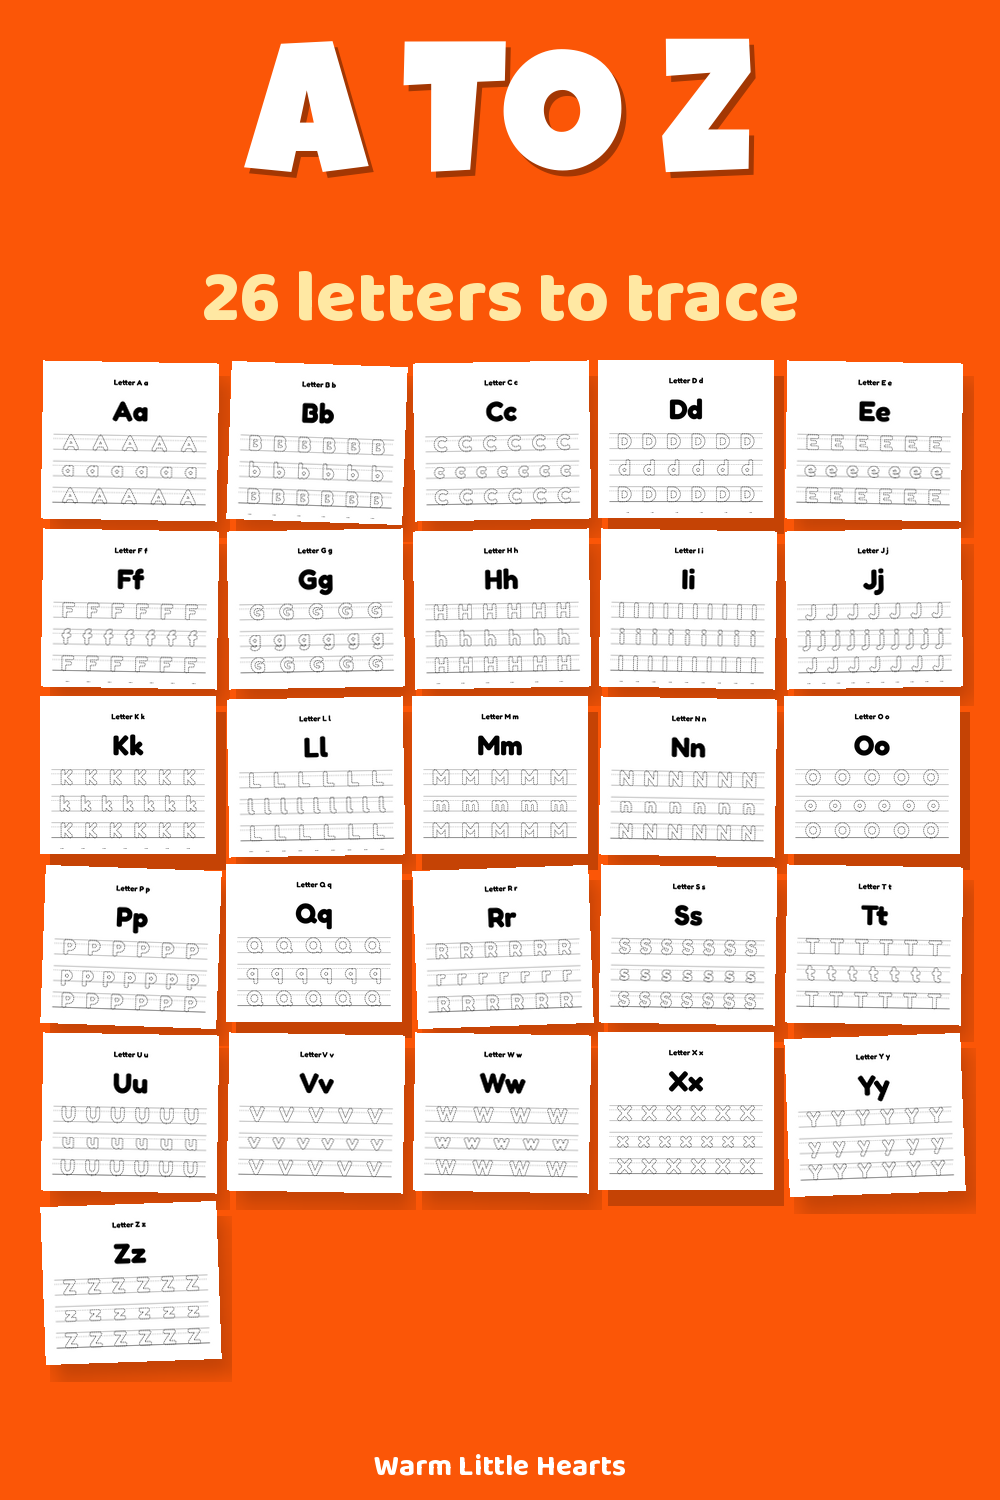 A TO Z
26 letters to trace
Letter A a
Aa
A A A A A
a a a a a a
A A A A A
Letter B b
Bb
B B B B B B
b b b b b b
B B B B B B
Letter C c
Cc
C C C C C C
c c c c c c c
C C C C C C
Letter D d
Dd
D D D D D D
d d d d d
D D D D D D
Letter E e
Ee
E E E E E E
e e e e e e e
E E E E E E
Letter F f
Ff
F F F F F F
f f f f f f f
F F F F F F
Letter G g
Gg
G G G G G
g g g g g
G G G G G
Letter H h
Hh
H H H H H H
h h h h h h
H H H H H H
Letter I i
Ii
I I I I I I I I I I
i i i i i i i i i
I I I I I I I I I I
Letter J j
Jj
J J J J J J
j j j j j j j j j j
J J J J J J
Letter K k
Kk
K K K K K K
k k k k k k k
K K K K K K
Letter L l
Ll
L L L L L L
l l l l l l l l l l
L L L L L L
Letter M m
Mm
M M M M M
m m m m m
M M M M M
Letter N n
Nn
N N N N N N
n n n n n n
N N N N N N
Letter O o
Oo
O O O O O
o o o o o o
O O O O O
Letter P p
Pp
P P P P P P
p p p p p p p
P P P P P P
Letter Q q
Qq
Q Q Q Q Q
q q q q q
Q Q Q Q Q
Letter R r
Rr
R R R R R R
r r r r r r r
R R R R R R
Letter S s
Ss
S S S S S S S
s s s s s s s
S S S S S S S
Letter T t
Tt
T T T T T T
t t t t t t t
T T T T T T
Letter U u
Uu
U U U U U U
u u u u u u
U U U U U U
Letter V v
Vv
V V V V V
v v v v v v
V V V V V
Letter W w
Ww
W W W W
w w w w w
W W W W
Letter X x
Xx
X X X X X X
x x x x x x x
X X X X X X
Letter Y y
Yy
Y Y Y Y Y Y
y y y y y y
Y Y Y Y Y Y
Letter Z z
Zz
Z Z Z Z Z Z
z z z z z z
Z Z Z Z Z Z
Warm Little Hearts